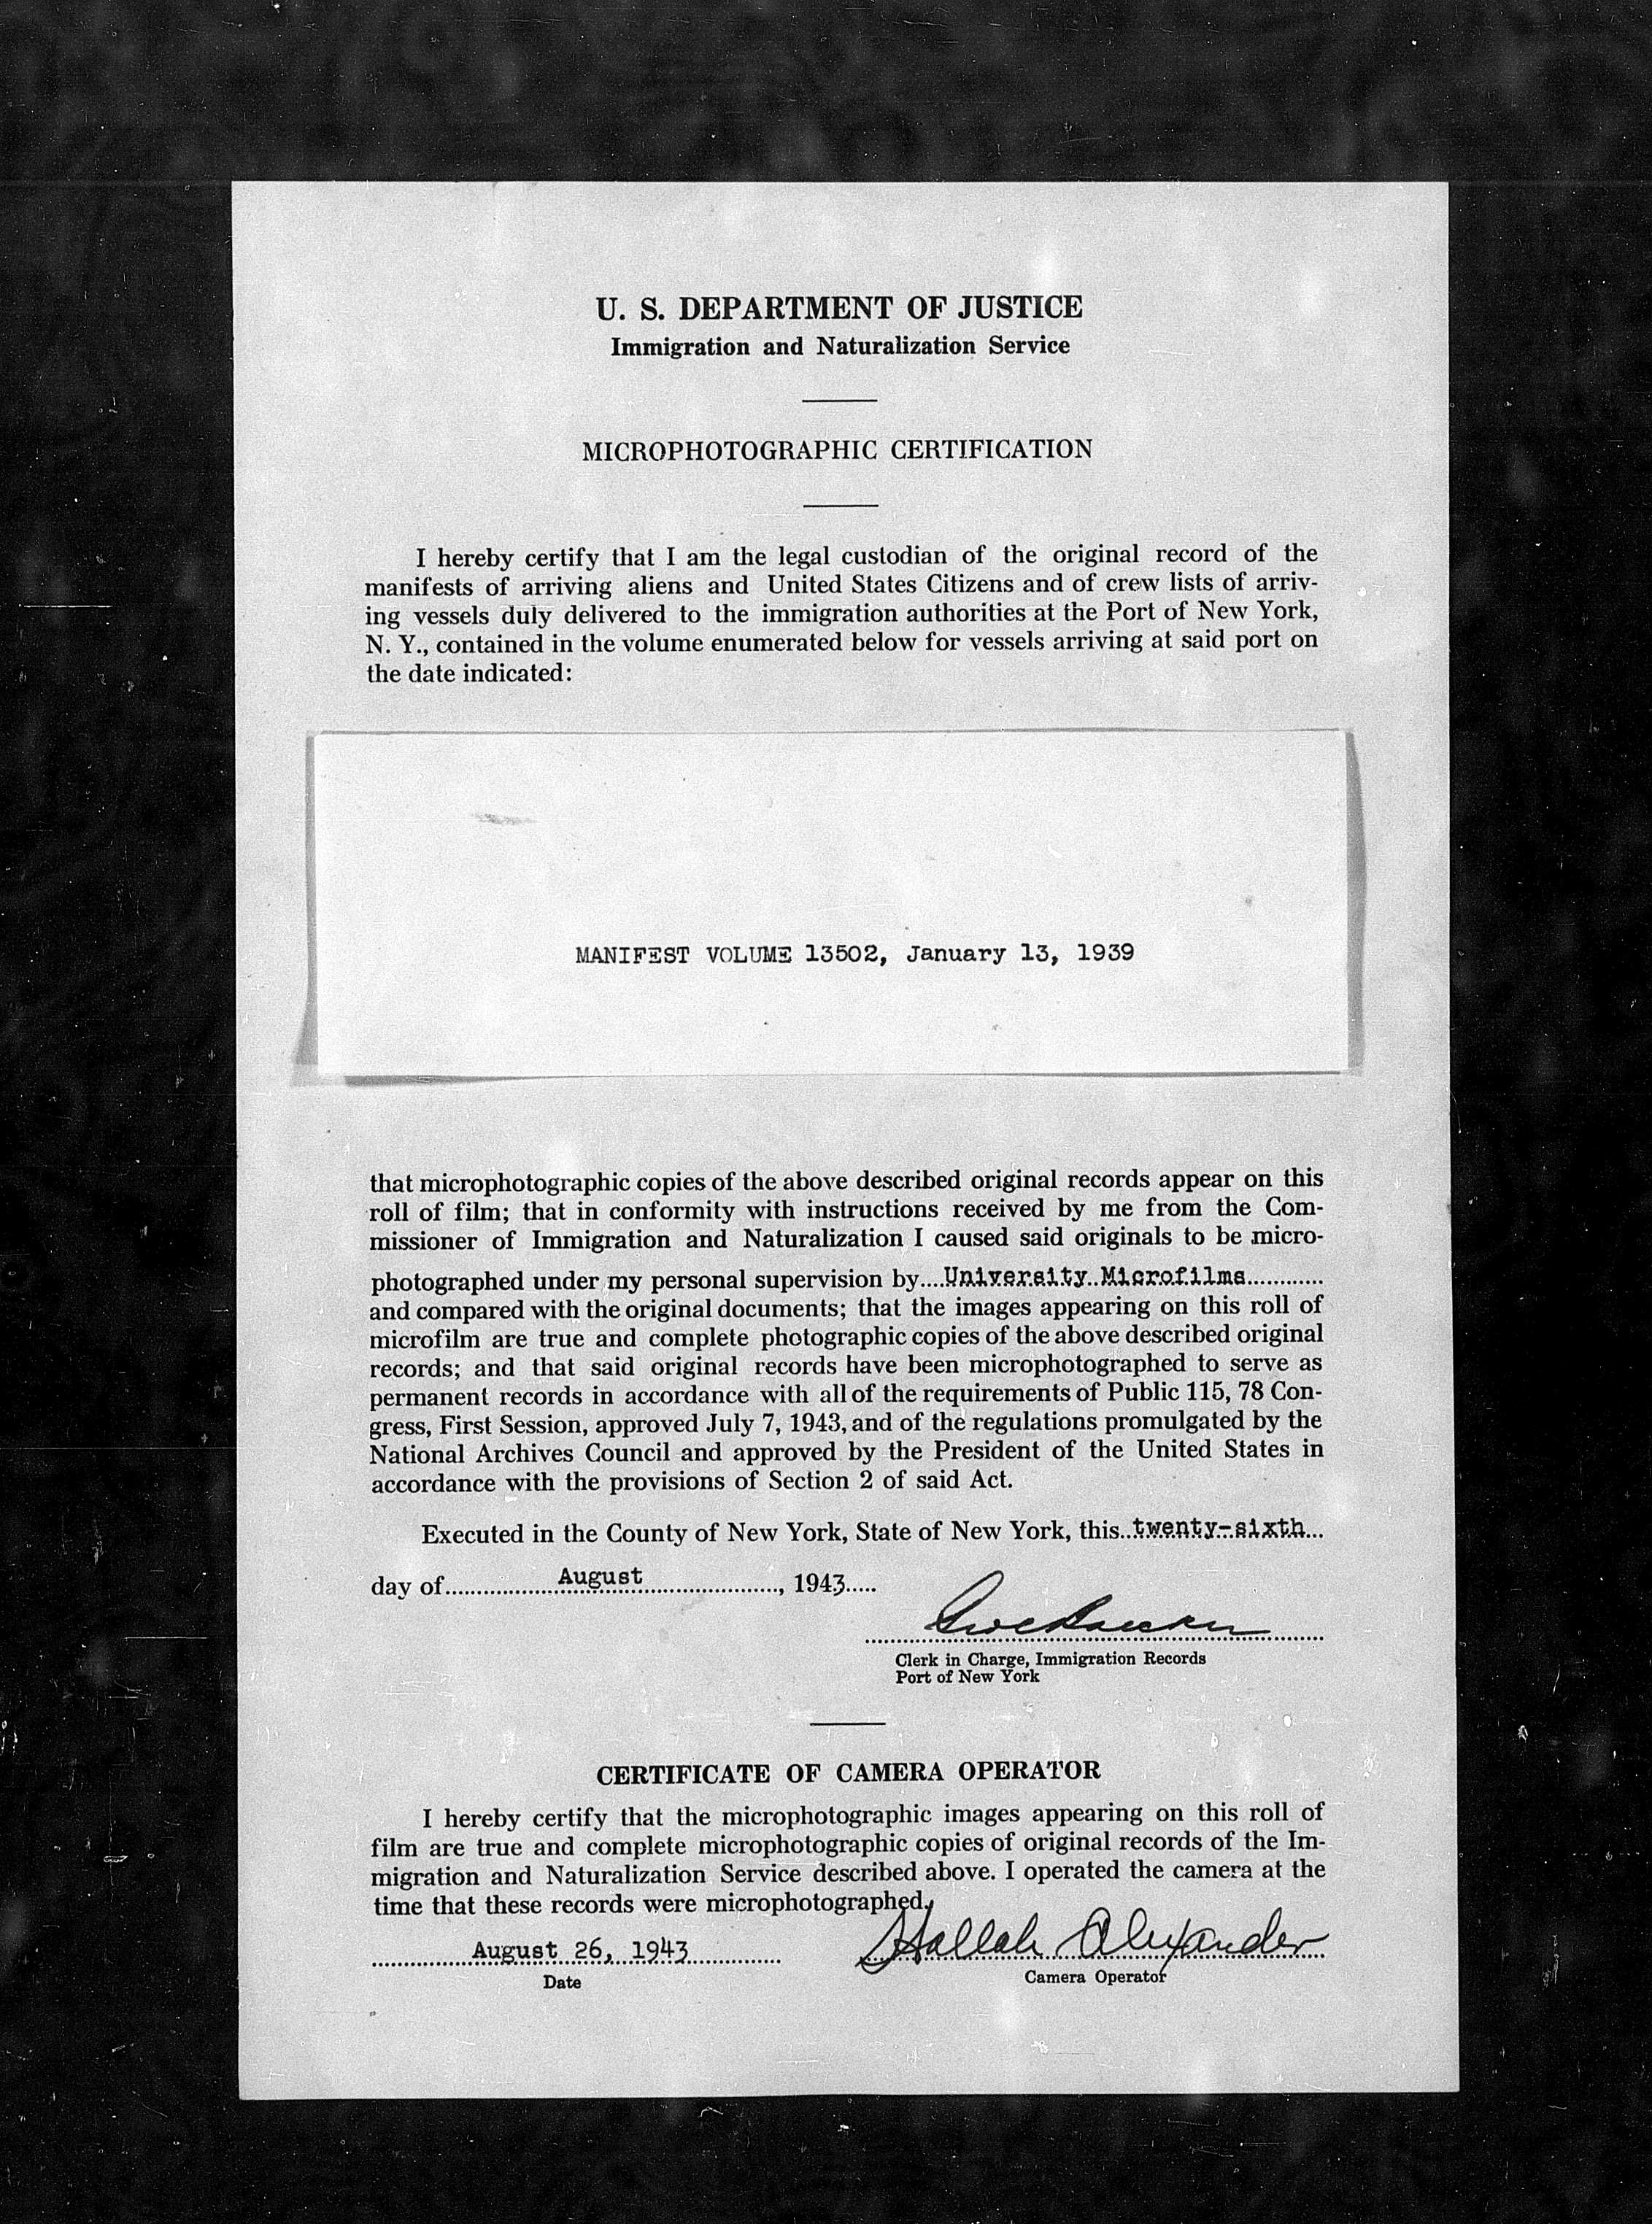 U. S. DEPARTMENT OF JUSTICE
Immigration and Naturalization Service
MICROPHOTOGRAPHIC CERTIFICATION
I hereby certify that I am the legal custodian of the original record of the
manifests of arriving aliens and United States Citizens and of crew lists of arriv-
ing vessels duly delivered to the immigration authorities at the Port of New York,
N. Y., contained in the volume enumerated below for vessels arriving at said port on
the date indicated:
MANIFEST VOLUME 13502, January 13, 1939
that microphotographic copies of the above described original records appear on this
roll of film; that in conformity with instructions received by me from the Com-
missioner of Immigration and Naturalization I caused said originals to be micro-
photographed under my personal supervision by....University Microfilms............
and compared with the original documents; that the images appearing on this roll of
microfilm are true and complete photographic copies of the above described original
records; and that said original records have been microphotographed to serve as
permanent records in accordance with all of the requirements of Public 115, 78 Con-
gress, First Session, approved July 7, 1943, and of the regulations promulgated by the
National Archives Council and approved by the President of the United States in
accordance with the provisions of Section 2 of said Act.
Executed in the County of New York, State of New York, this..twenty-sixth...
day of..................August......................, 1943.....
Clerk in Charge, Immigration Records
Port of New York
CERTIFICATE OF CAMERA OPERATOR
I hereby certify that the microphotographic images appearing on this roll of
film are true and complete microphotographic copies of original records of the Im-
migration and Naturalization Service described above. I operated the camera at the
time that these records were microphotographed.
August 26, 1943 Alexander
Date Camera Operator